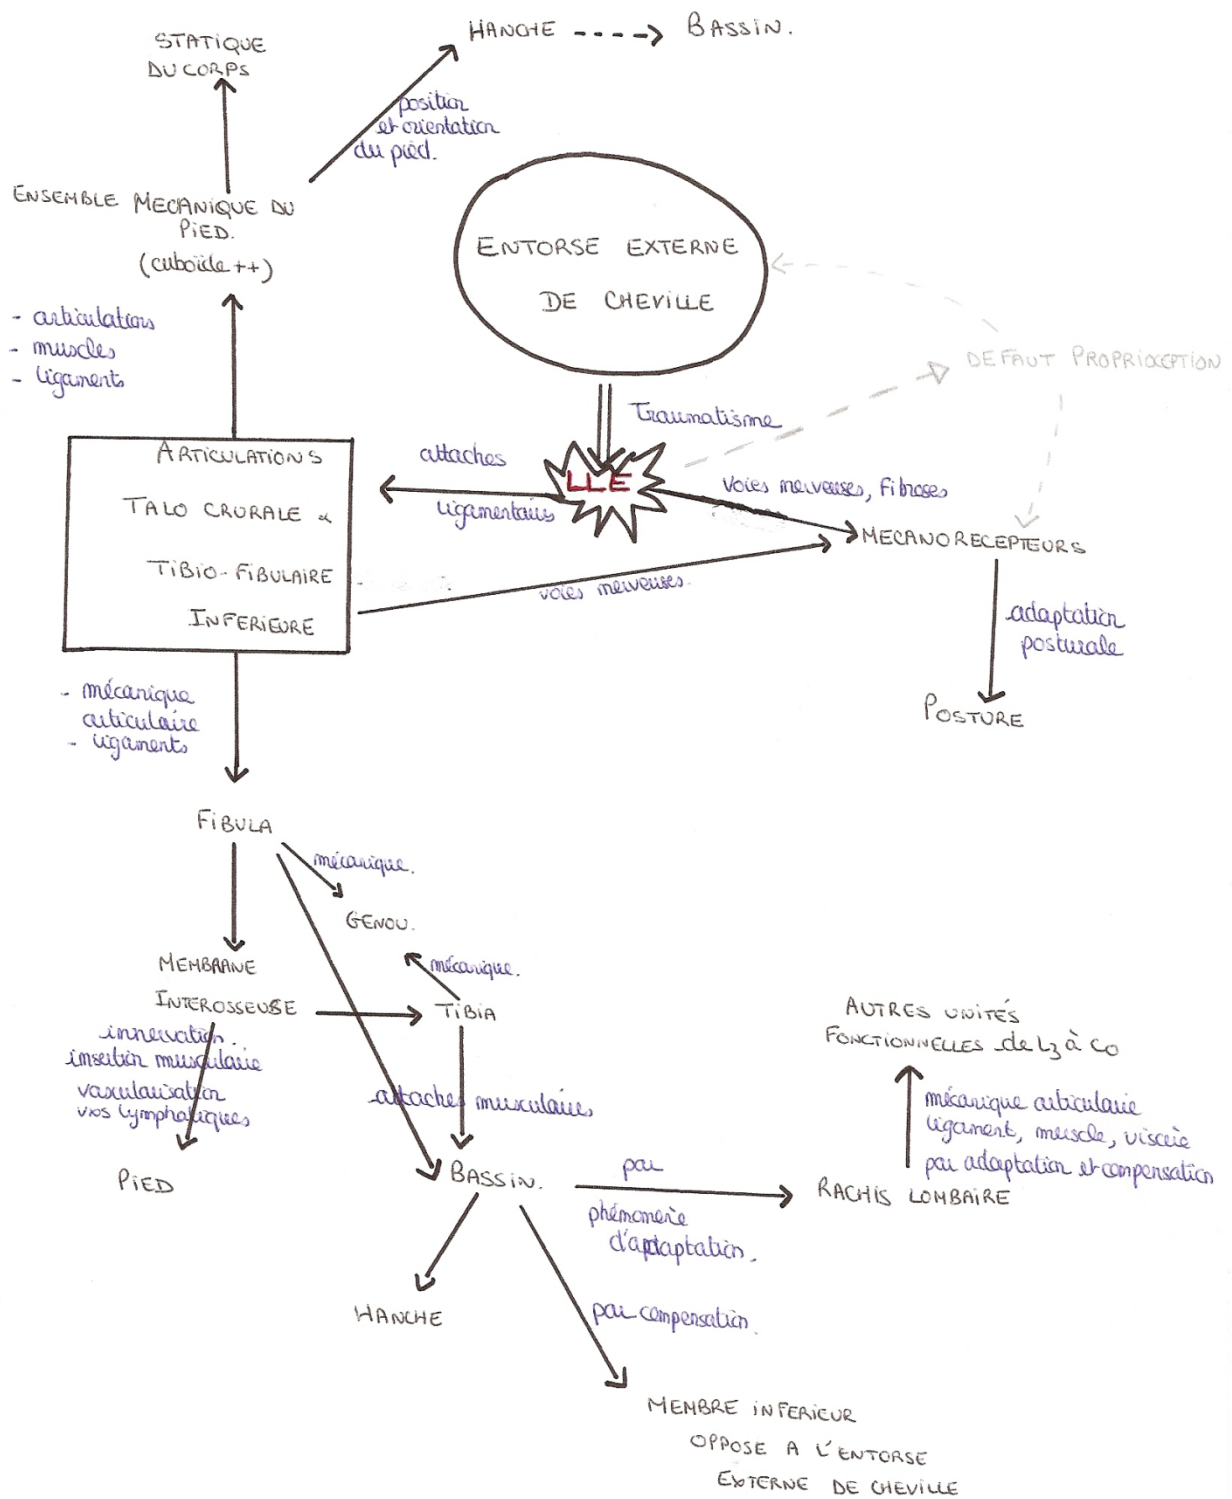 HANCHE
BASSIN.
STATIQUE
DU CORPS
position
et orientation
du pied.
ENSEMBLE MECANIQUE DU
PIED.
(cuboïde ++)
ENTORSE EXTERNE
DE CHEVILLE
- articulations
- muscles
- ligaments
DEFAUT PROPRIOCEPTION
Traumatisme
ARTICULATIONS
TALO CRURALE &
TIBIO-FIBULAIRE
INFERIEURE
attaches
ligamentaires
LLE
voies nerveuses, fibroses
MECANORECEPTEURS
voies nerveuses.
adaptation
posturale
POSTURE
- mécanique
articulaire
- ligaments
FIBULA
mécanique.
GENOU.
MEMBRANE
INTEROSSEUSE
mécanique.
TIBIA
innervation.
insertion musculaire
vascularisation
vxos lymphatiques
PIED
attaches musculaires
BASSIN.
par
phénomène
d'apdaptation.
AUTRES UNITÉS
FONCTIONNELLES de L3 à C0
mécanique articulaire
ligament, muscle, viscère
par adaptation et compensation
RACHIS LOMBAIRE
HANCHE
par compensation.
MEMBRE INFERIEUR
OPPOSE A L'ENTORSE
EXTERNE DE CHEVILLE